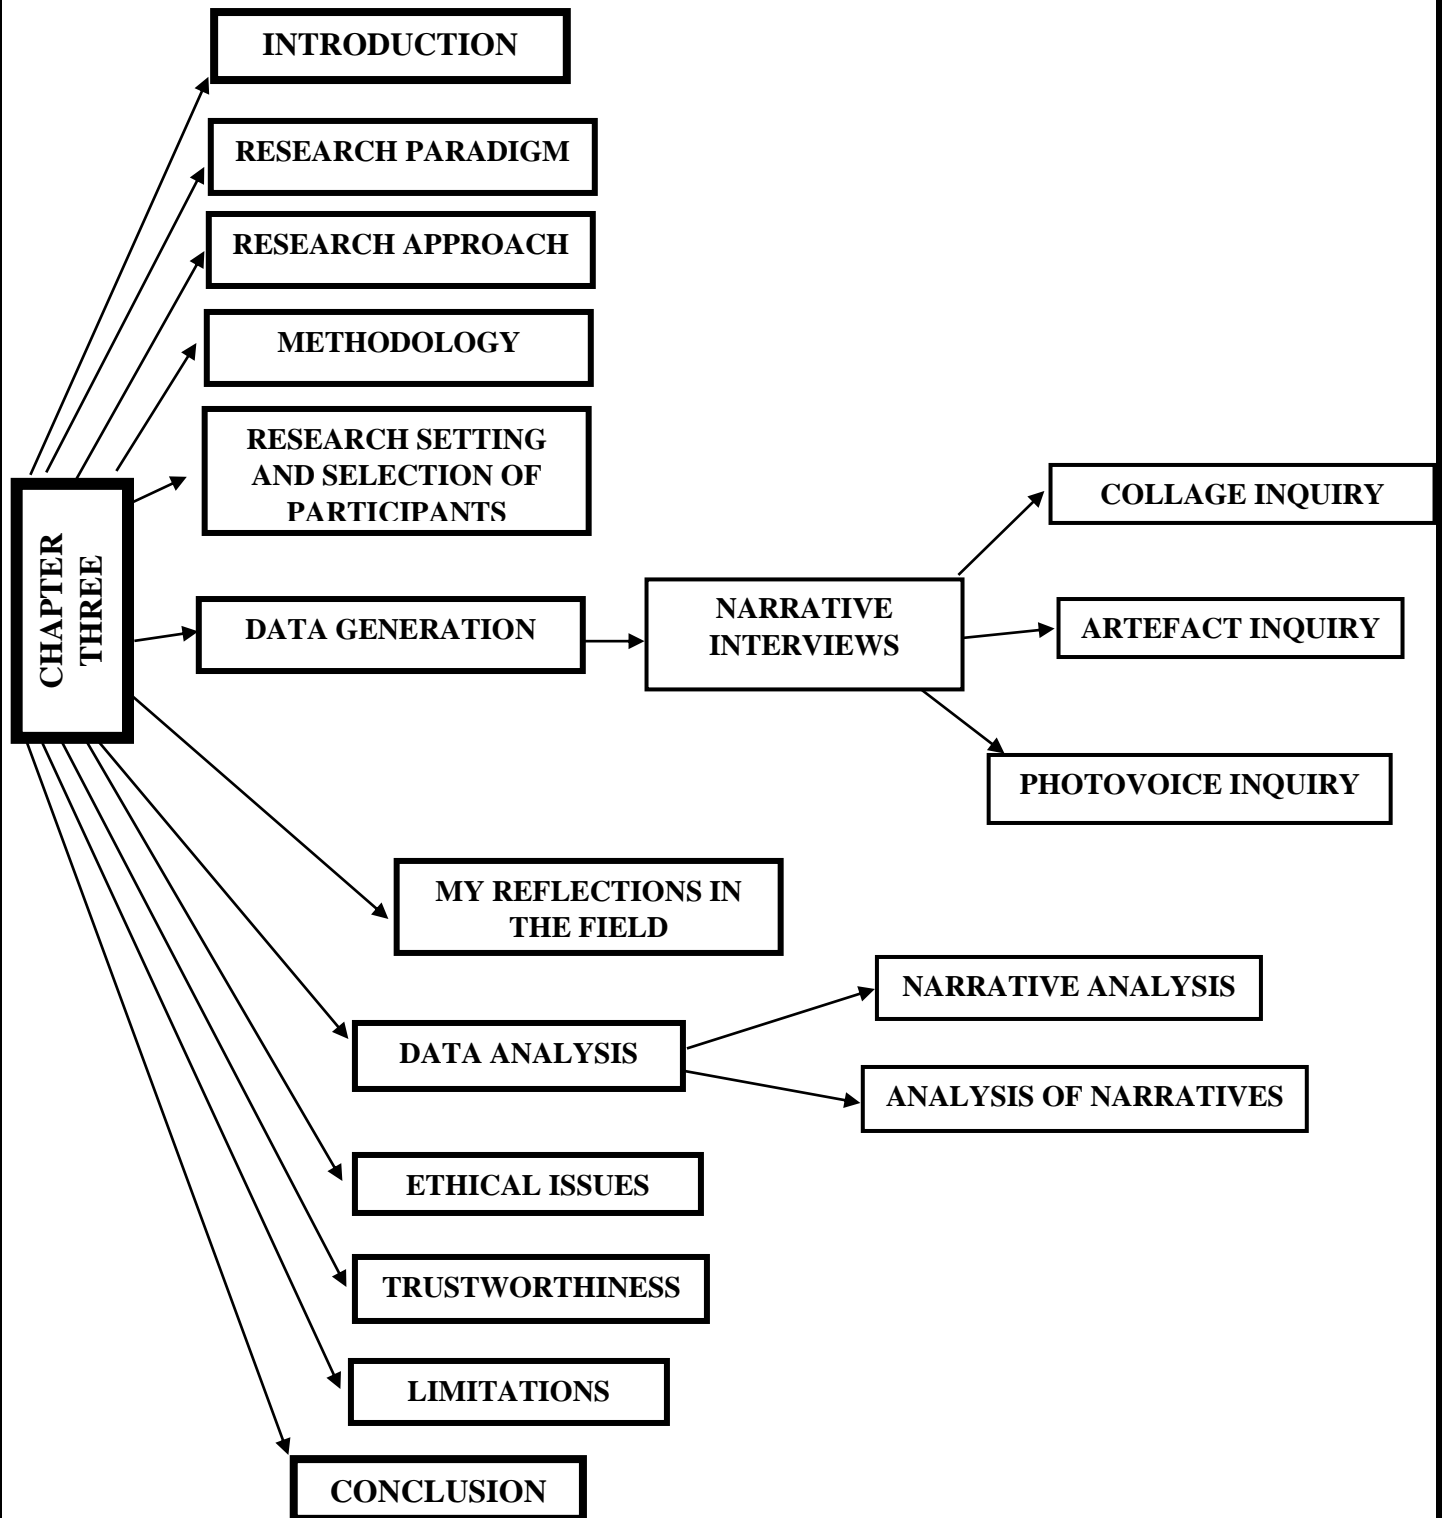 INTRODUCTION
RESEARCH PARADIGM
RESEARCH APPROACH
METHODOLOGY
RESEARCH SETTING
AND SELECTION OF
PARTICIPANTS
CHAPTER
THREE
DATA GENERATION
NARRATIVE
INTERVIEWS
COLLAGE INQUIRY
ARTEFACT INQUIRY
PHOTOVOICE INQUIRY
MY REFLECTIONS IN
THE FIELD
DATA ANALYSIS
NARRATIVE ANALYSIS
ANALYSIS OF NARRATIVES
ETHICAL ISSUES
TRUSTWORTHINESS
LIMITATIONS
CONCLUSION